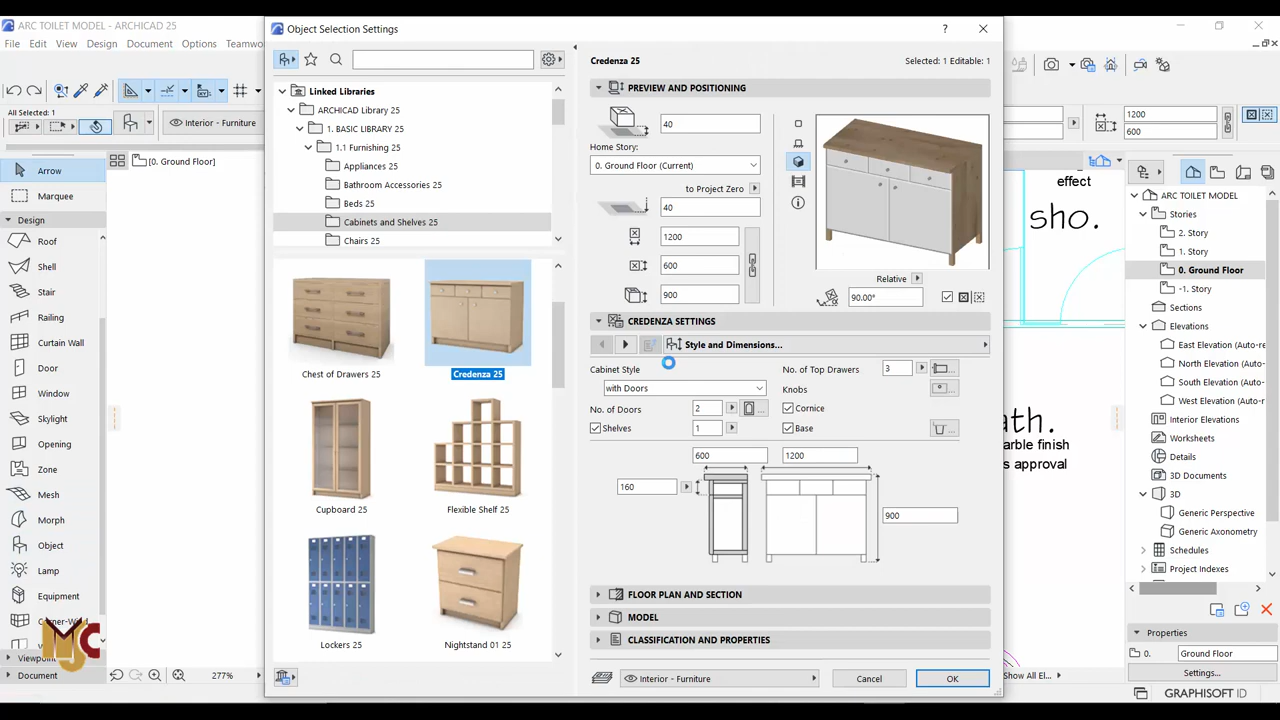 ARC TOILET MODEL - ARCHICAD 25
File Edit View Design Document Options Teamwo
All Selected: 1
Interior - Furniture
Arrow
Marquee
Design
Roof
Shell
Stair
Railing
Curtain Wall
Door
Window
Skylight
Opening
Zone
Mesh
Morph
Object
Lamp
Equipment
Viewpoi
Document
[0. Ground Floor]
277%
Object Selection Settings
?
Linked Libraries
ARCHICAD Library 25
1. BASIC LIBRARY 25
1.1 Furnishing 25
Appliances 25
Bathroom Accessories 25
Beds 25
Cabinets and Shelves 25
Chairs 25
Chest of Drawers 25
Credenza 25
Cupboard 25
Flexible Shelf 25
Lockers 25
Nightstand 01 25
Credenza 25
Selected: 1 Editable: 1
PREVIEW AND POSITIONING
40
Home Story:
0. Ground Floor (Current)
to Project Zero
40
1200
600
900
Relative
90.00°
CREDENZA SETTINGS
Style and Dimensions...
Cabinet Style
with Doors
No. of Doors 2
Shelves 1
No. of Top Drawers 3
Knobs
Cornice
Base
600 1200
160
900
FLOOR PLAN AND SECTION
MODEL
CLASSIFICATION AND PROPERTIES
Interior - Furniture
Cancel
OK
1200
600
effect
sho.
ath.
arble finish
s approval
ARC TOILET MODEL
Stories
2. Story
1. Story
0. Ground Floor
-1. Story
Sections
Elevations
East Elevation (Auto-re
North Elevation (Auto-
South Elevation (Auto-
West Elevation (Auto-r
Interior Elevations
Worksheets
Details
3D Documents
3D
Generic Perspective
Generic Axonometry
Schedules
Project Indexes
Properties
0. Ground Floor
Settings...
how All El...
GRAPHISOFT ID
MJC